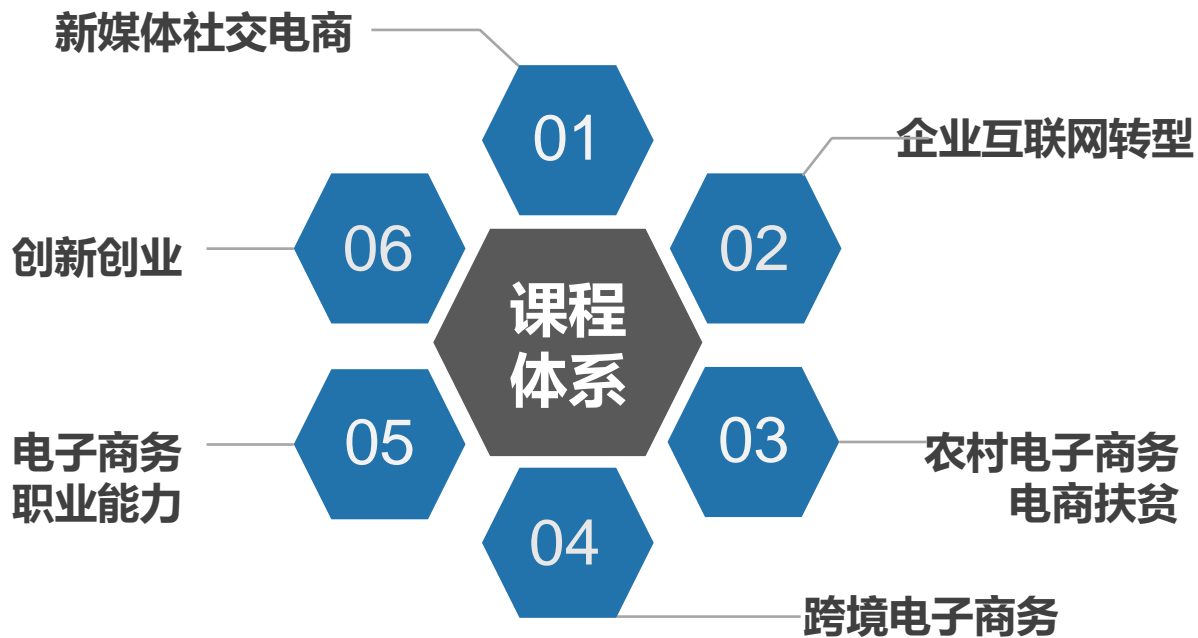 新媒体社交电商
01
企业互联网转型
02
创新创业
06
课程
体系
电子商务
职业能力
05
03
农村电子商务
电商扶贫
04
跨境电子商务